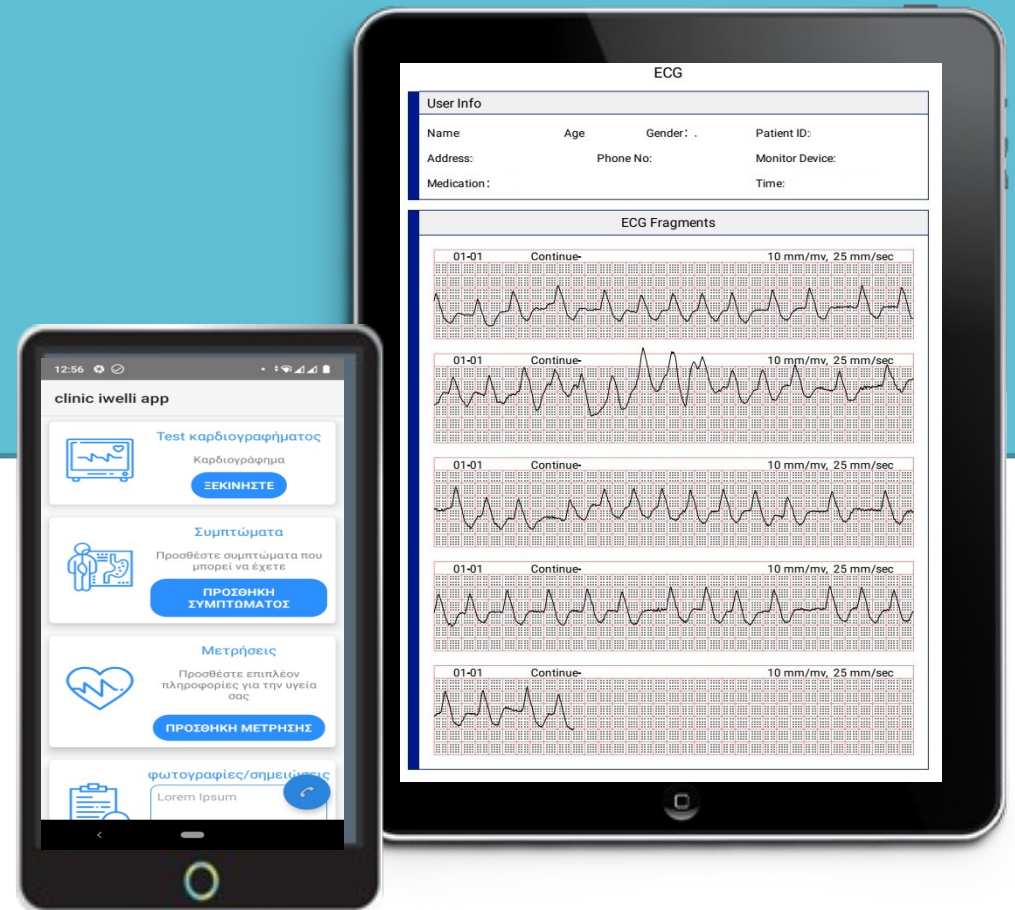 ECG
User Info
Name: Age Gender: . Patient ID:
Address: Phone No: Monitor Device:
Medication: Time:
ECG Fragments
01-01 Continue- 10 mm/mv, 25 mm/sec
01-01 Continue- 10 mm/mv, 25 mm/sec
01-01 Continue- 10 mm/mv, 25 mm/sec
01-01 Continue- 10 mm/mv, 25 mm/sec
01-01 Continue- 10 mm/mv, 25 mm/sec
12:56
clinic iwelli app
Test καρδιογραφήματος
Καρδιογράφημα
ΞΕΚΙΝΗΣΤΕ
Συμπτώματα
Προσθέστε συμπτώματα που
μπορεί να έχετε
ΠΡΟΣΘΗΚΗ
ΣΥΜΠΤΩΜΑΤΟΣ
Μετρήσεις
Προσθέστε επιπλέον
πληροφορίες για την υγεία
σας
ΠΡΟΣΘΗΚΗ ΜΕΤΡΗΣΗΣ
φωτογραφίες/σημειώσεις
Lorem Ipsum